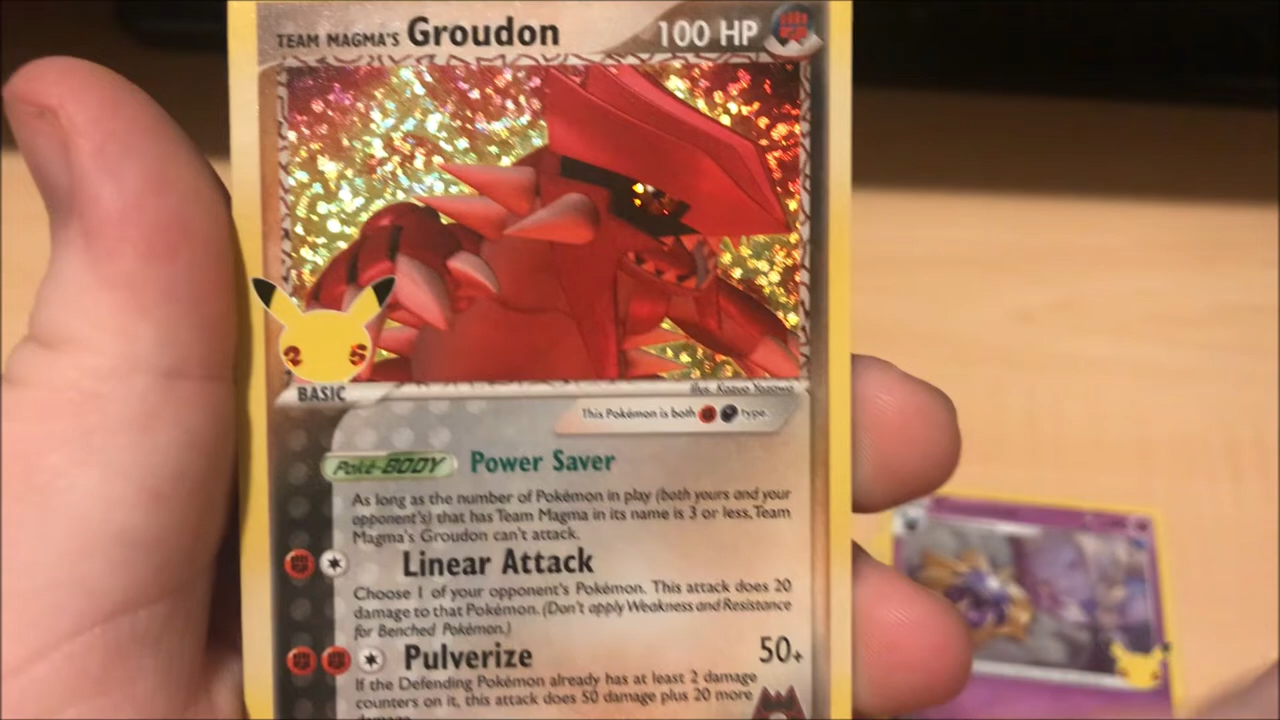 TEAM MAGMA'S Groudon 100 HP
25
BASIC
Illus. Kazuo Yazawa
This Pokémon is both type.
Poké-BODY Power Saver
As long as the number of Pokémon in play (both yours and your
opponent's) that has Team Magma in its name is 3 or less, Team
Magma's Groudon can't attack.
Linear Attack
Choose 1 of your opponent's Pokémon. This attack does 20
damage to that Pokémon. (Don't apply Weakness and Resistance
for Benched Pokémon.)
Pulverize 50+
If the Defending Pokémon already has at least 2 damage
counters on it, this attack does 50 damage plus 20 more
damage.